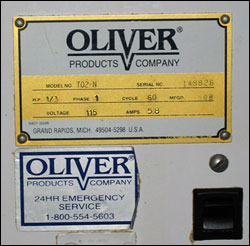 OLIVER®
PRODUCTS COMPANY
MODEL NO. 702-N SERIAL NO.
H.P. 1/3 PHASE 1 CYCLE 60 MFGD.
VOLTAGE 115 AMPS. 5.8
GRAND RAPIDS, MICH. 49504-5298 U.S.A.
OLIVER
PRODUCTS COMPANY
24HR EMERGENCY
SERVICE
1-800-554-5603